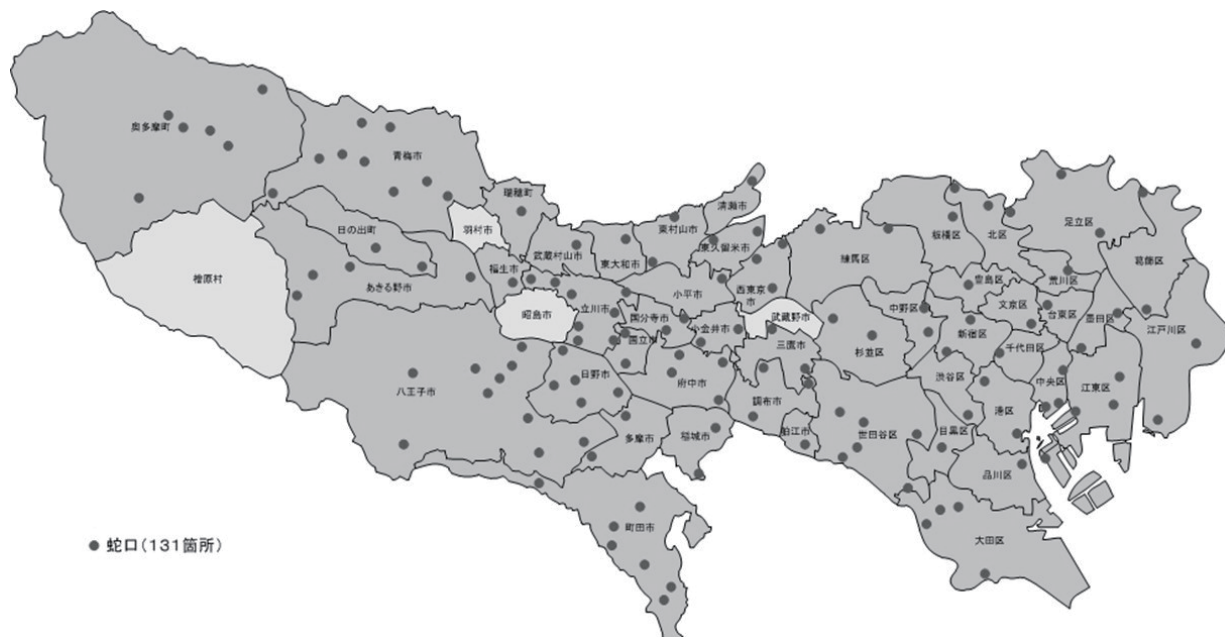 奥多摩町
青梅市
瑞穂町
羽村市
日の出町
檜原村
あきる野市
福生市
武蔵村山市
東大和市
東村山市
清瀬市
東久留米市
昭島市
立川市
国分寺市
小平市
西東京
市
武蔵野市
国立市
小金井市
三鷹市
八王子市
日野市
府中市
調布市
狛江市
多摩市
稲城市
町田市
練馬区
板橋区
北区
足立区
葛飾区
荒川区
豊島区
文京区
台東区
墨田区
江戸川区
中野区
新宿区
杉並区
千代田区
渋谷区
中央区
江東区
港区
世田谷区
目黒区
品川区
大田区
蛇口(131箇所)